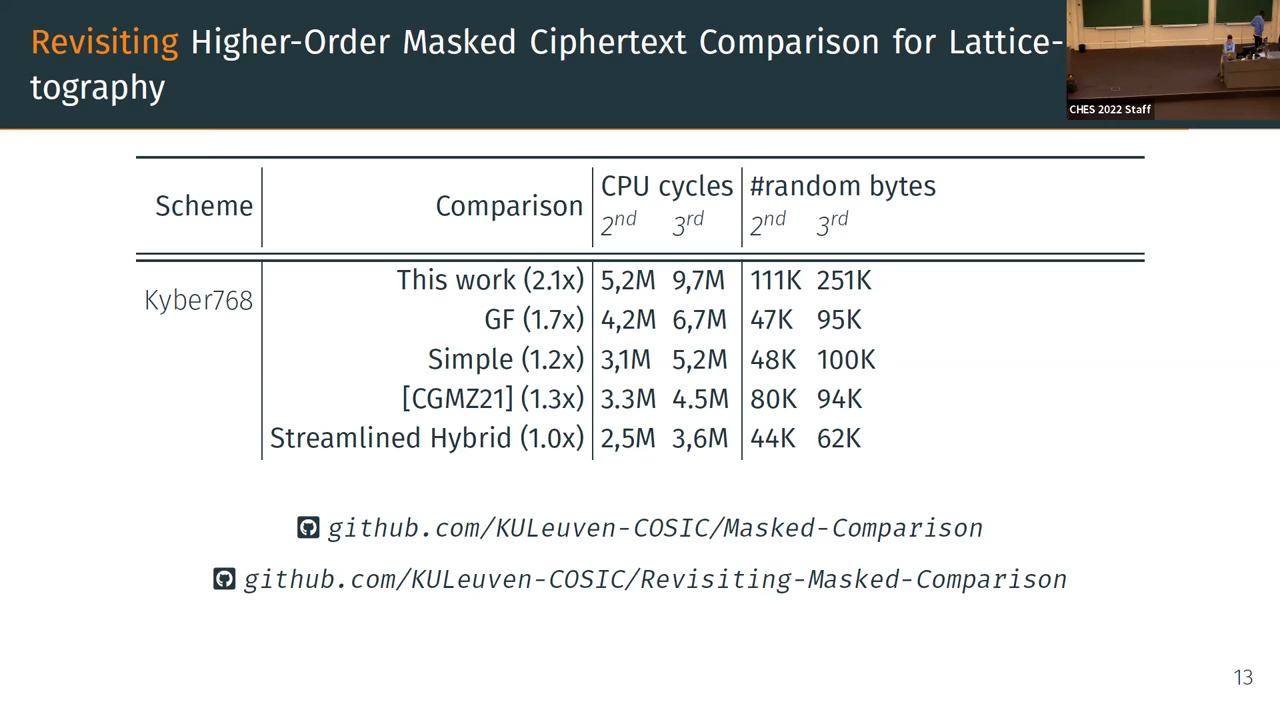 Revisiting Higher-Order Masked Ciphertext Comparison for Lattice-
tography
CHES 2022 Staff
Scheme Comparison CPU cycles #random bytes
2nd 3rd 2nd 3rd
Kyber768 This work (2.1x) 5,2M 9,7M 111K 251K
GF (1.7x) 4,2M 6,7M 47K 95K
Simple (1.2x) 3,1M 5,2M 48K 100K
[CGMZ21] (1.3x) 3.3M 4.5M 80K 94K
Streamlined Hybrid (1.0x) 2,5M 3,6M 44K 62K
github.com/KULeuven-COSIC/Masked-Comparison
github.com/KULeuven-COSIC/Revisiting-Masked-Comparison
13